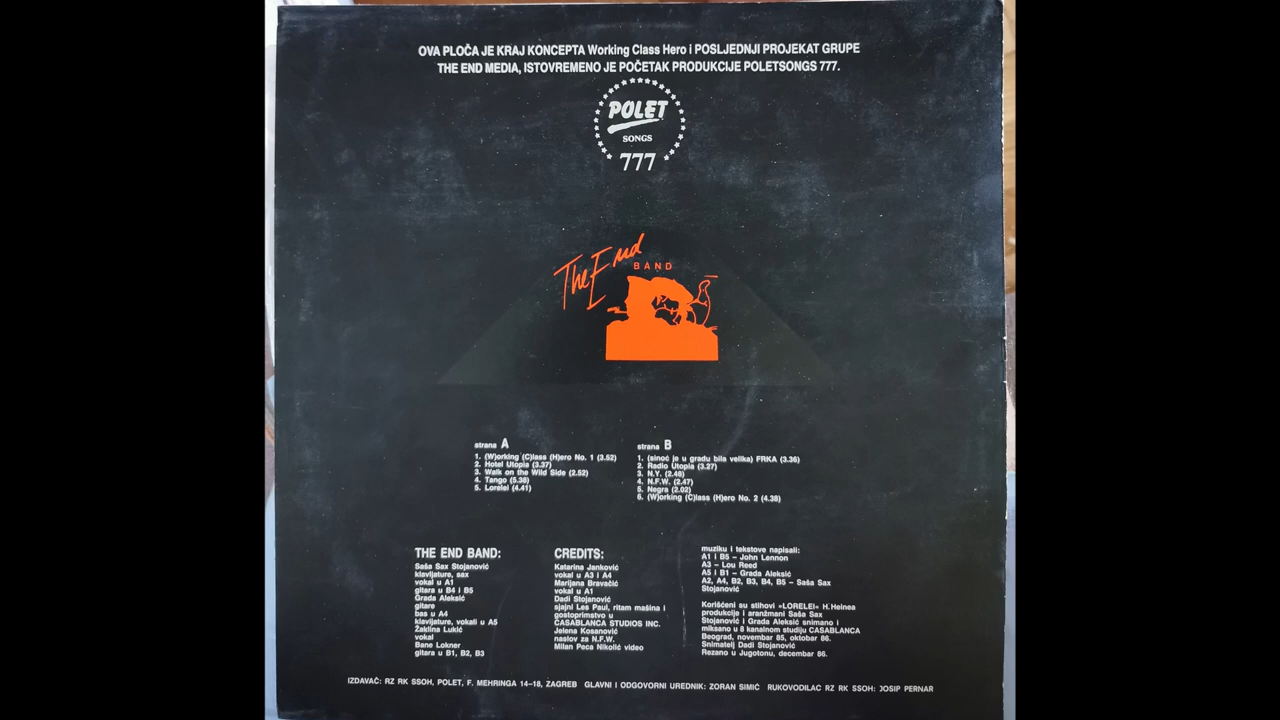 OVA PLOČA JE KRAJ KONCEPTA Working Class Hero i POSLJEDNJI PROJEKAT GRUPE
THE END MEDIA, ISTOVREMENO JE POČETAK PRODUKCIJE POLETSONGS 777.
POLET
SONGS
777
The End
BAND
strana A
1. (W)orking (C)lass (H)ero No. 1 (3.52)
2. Hotel Utopia (3.37)
3. Walk on the Wild Side (2.52)
4. Tango (5.38)
5. Lorelei (4.41)
strana B
1. (sinoć je u gradu bila velika) FRKA (3.36)
2. Radio Utopia (3.27)
3. N.Y. (2.48)
4. N.F.W. (2.47)
5. Negra (2.02)
6. (W)orking (C)lass (H)ero No. 2 (4.38)
THE END BAND:
Saša Sax Stojanović
klavijature, sax
vokal u A1
gitara u B4 i B5
Grada Aleksić
gitare
bas u A4
klavijature, vokali u A5
Žaklina Lukić
vokal
Bane Lokner
gitara u B1, B2, B3
CREDITS:
Katarina Janković
vokal u A3 i A4
Marijana Bravačić
vokal u A1
Dadi Stojanović
sjajni Les Paul, ritam mašina i
gostoprimstvo u
CASABLANCA STUDIOS INC.
Jelena Kosanović
naslov za N.F.W.
Milan Peca Nikolić video
muziku i tekstove napisali:
A1 i B5 – John Lennon
A3 – Lou Reed
A5 i B1 – Grada Aleksić
A2, A4, B2, B3, B4, B5 – Saša Sax
Stojanović
Korišćeni su stihovi »LORELEI« H.Heinea
produkcije i aranžmani Saša Sax
Stojanović i Grada Aleksić snimano i
miksano u 8 kanalnom studiju CASABLANCA
Beograd, novembar 85, oktobar 86.
Snimatelj Dadi Stojanović
Rezano u Jugotonu, decembar 86.
IZDAVAČ: RZ RK SSOH, POLET, F. MEHRINGA 14–18, ZAGREB GLAVNI I ODGOVORNI UREDNIK: ZORAN SIMIĆ RUKOVODILAC RZ RK SSOH: JOSIP PERNAR